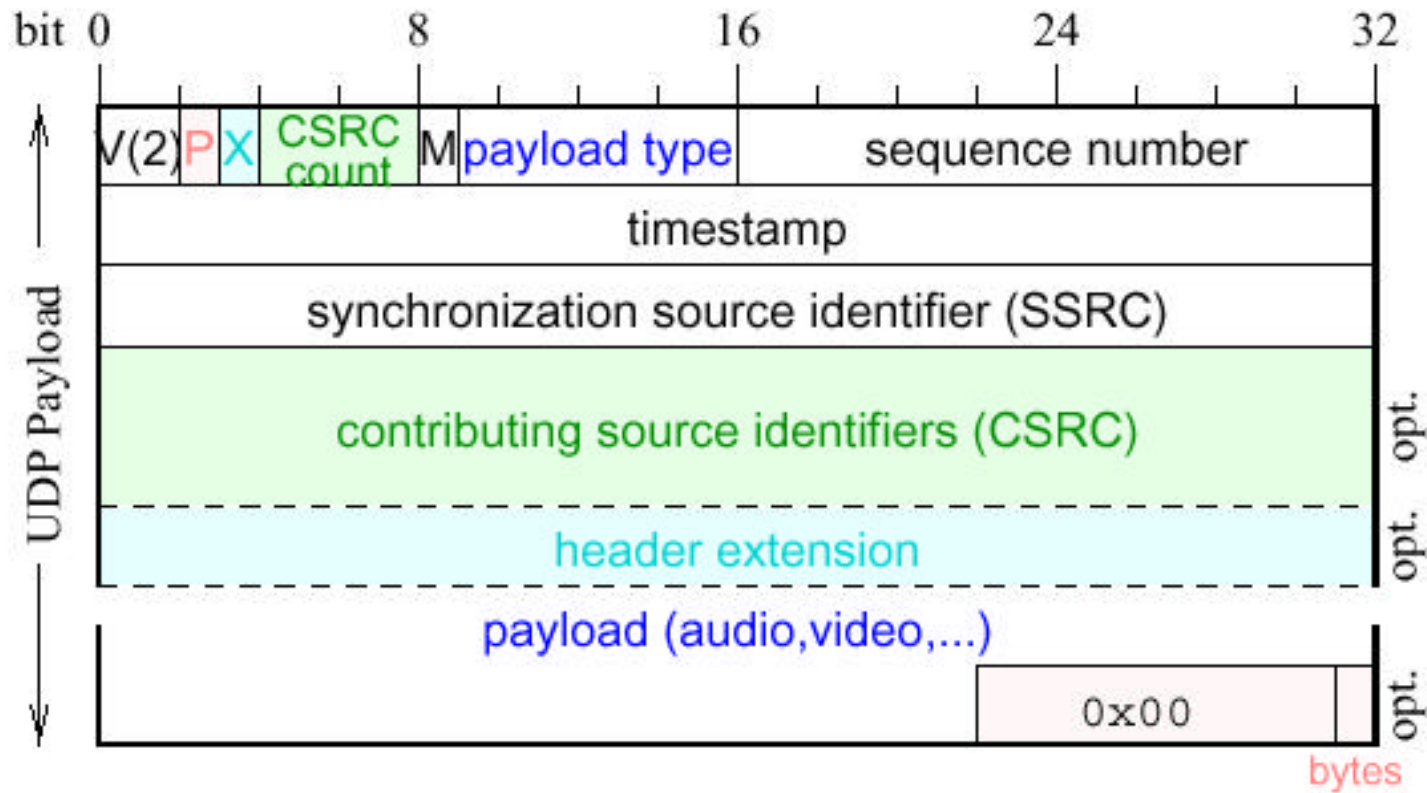 bit 0 8 16 24 32
V(2) P X CSRC count M payload type sequence number
timestamp
synchronization source identifier (SSRC)
contributing source identifiers (CSRC)
opt.
header extension
opt.
payload (audio,video,...)
0x00
opt.
bytes
UDP Payload